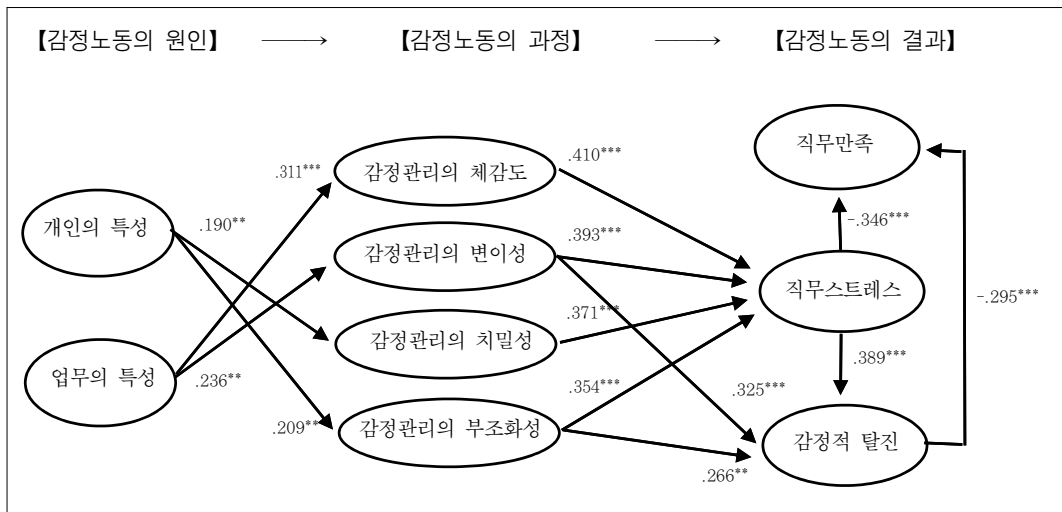 【감정노동의 원인】 ───→ 【감정노동의 과정】 ───→ 【감정노동의 결과】
직무만족
.311***
감정관리의 체감도
.410***
개인의 특성
.190**
감정관리의 변이성
.393***
-.346***
직무스트레스
-.295***
.371***
감정관리의 치밀성
업무의 특성
.236**
.389***
.354***
.325***
.209**
감정관리의 부조화성
감정적 탈진
.266**